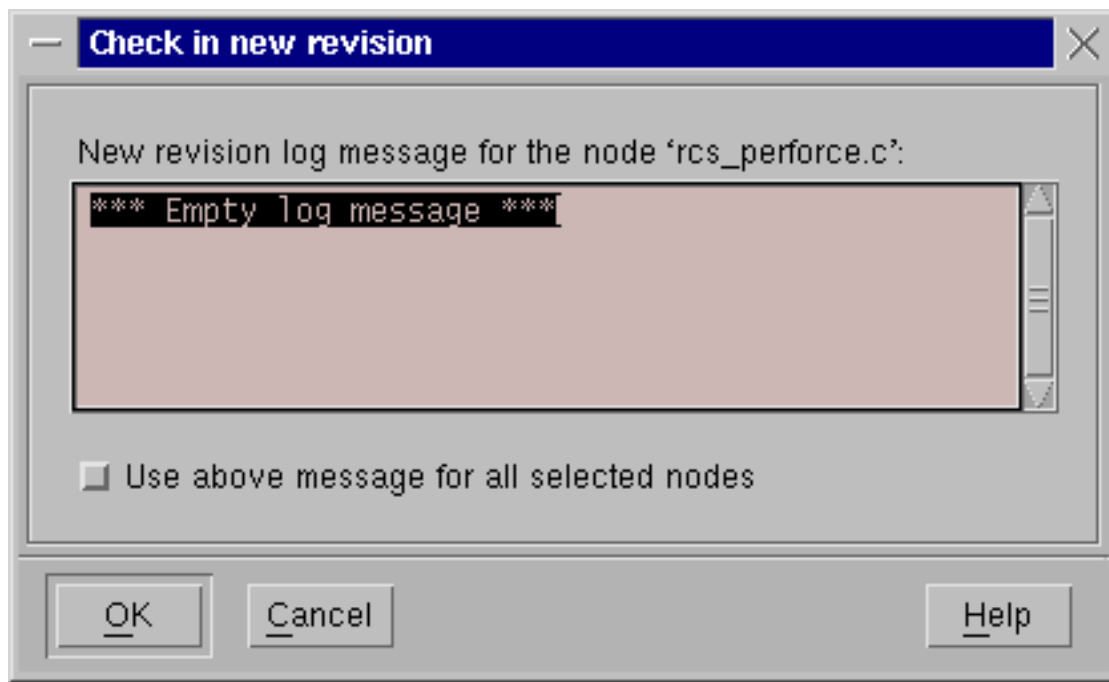 Check in new revision
New revision log message for the node ‘rcs_perforce.c’:
*** Empty log message ***
Use above message for all selected nodes
OK Cancel Help